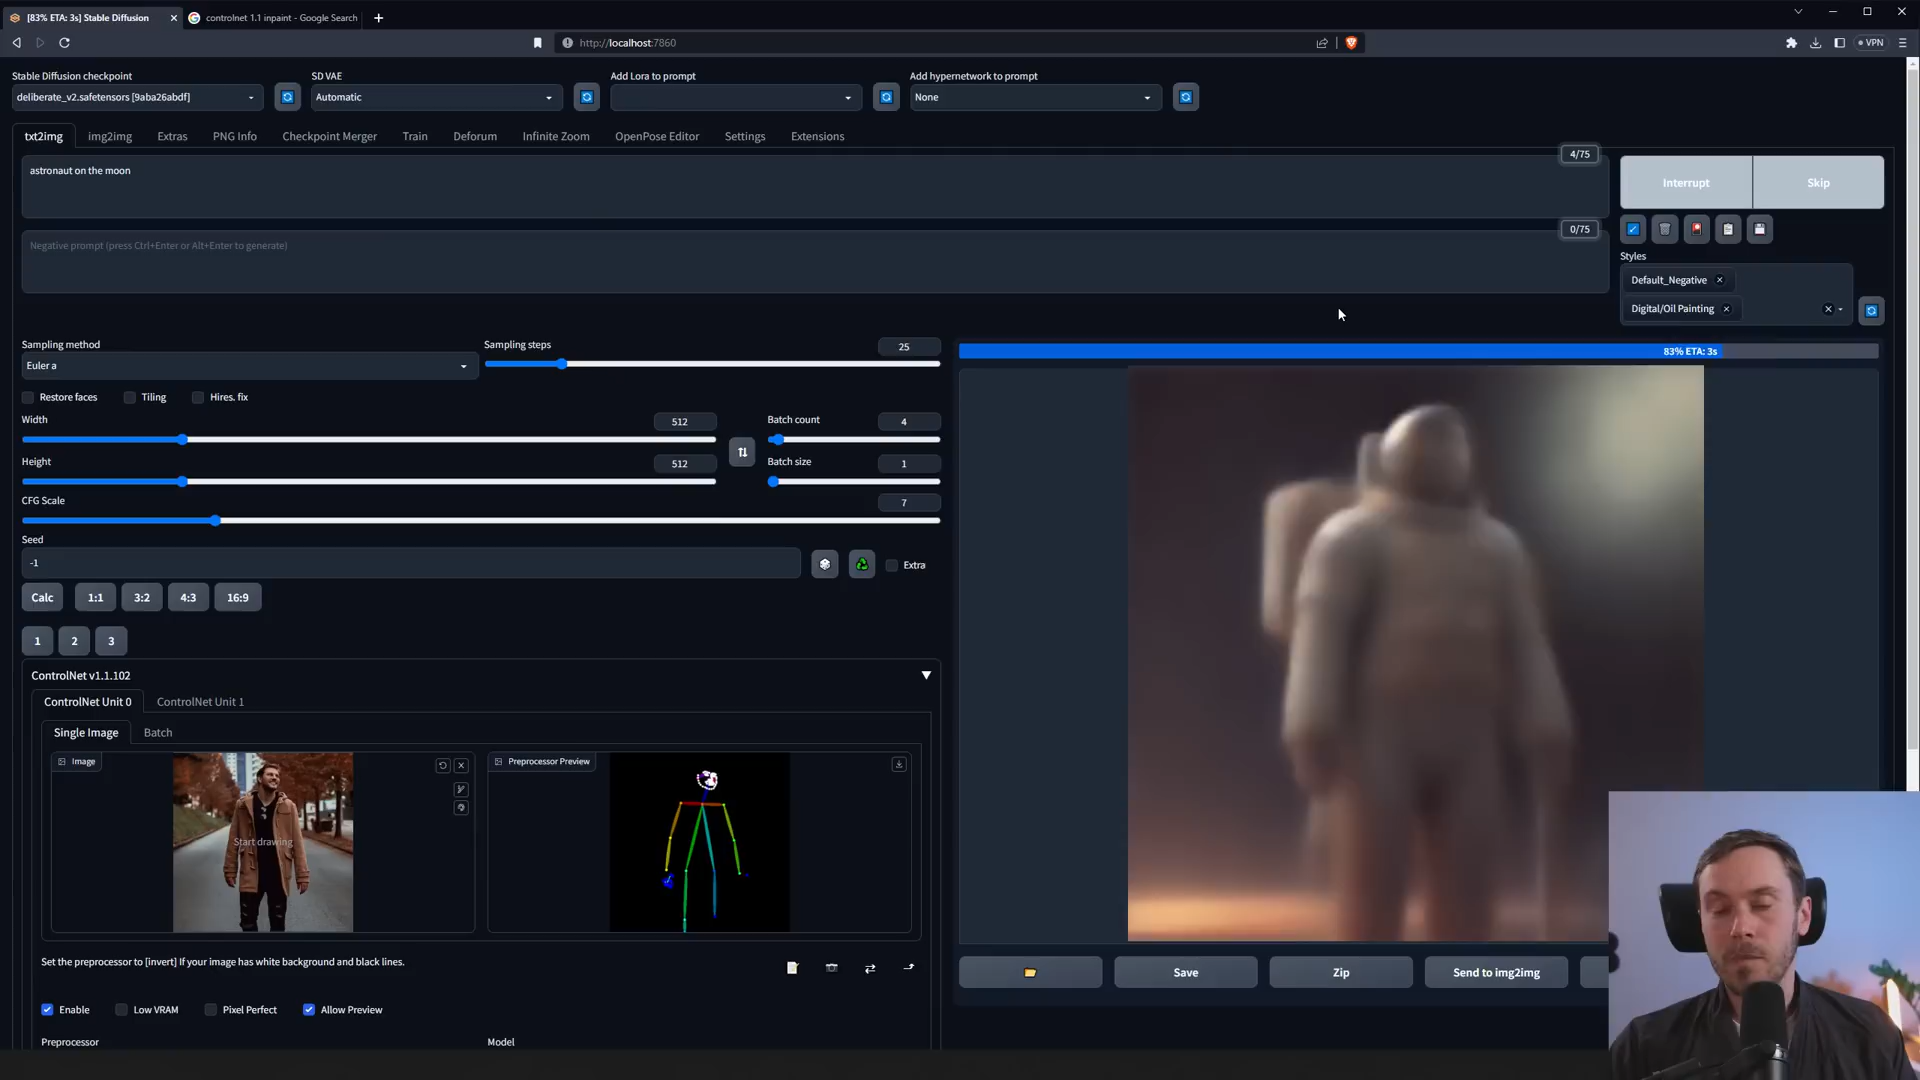 [83% ETA: 3s] Stable Diffusion
controlnet 1.1 inpaint - Google Search
http://localhost:7860
VPN
Stable Diffusion checkpoint
SD VAE
Add Lora to prompt
Add hypernetwork to prompt
deliberate_v2.safetensors [9aba26abdf]
Automatic
None
txt2img
img2img
Extras
PNG Info
Checkpoint Merger
Train
Deforum
Infinite Zoom
OpenPose Editor
Settings
Extensions
4/75
astronaut on the moon
Interrupt
Skip
0/75
Negative prompt (press Ctrl+Enter or Alt+Enter to generate)
Styles
Default_Negative
Digital/Oil Painting
Sampling method
Sampling steps
25
Euler a
83% ETA: 3s
Restore faces
Tiling
Hires. fix
Width
512
Batch count
4
Height
512
Batch size
1
CFG Scale
7
Seed
-1
Extra
Calc
1:1
3:2
4:3
16:9
1
2
3
ControlNet v1.1.102
ControlNet Unit 0
ControlNet Unit 1
Single Image
Batch
Image
Preprocessor Preview
Start drawing
Set the preprocessor to [invert] If your image has white background and black lines.
Save
Zip
Send to img2img
Enable
Low VRAM
Pixel Perfect
Allow Preview
Preprocessor
Model